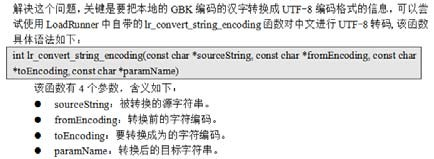 解决这个问题，关键是要把本地的 GBK 编码的汉字转换成 UTF-8 编码格式的信息，可以
尝试使用 LoadRunner 中自带的 lr_convert_string_encoding 函数对中文进行 UTF-8 转码，该函数
具体语法如下：
int lr_convert_string_encoding(const char *sourceString, const char *fromEncoding, const char
*toEncoding, const char *paramName)
该函数有 4 个参数，含义如下：
● sourceString：被转换的源字符串。
● fromEncoding：转换前的字符编码。
● toEncoding：要转换成为的字符编码。
● paramName：转换后的目标字符串。